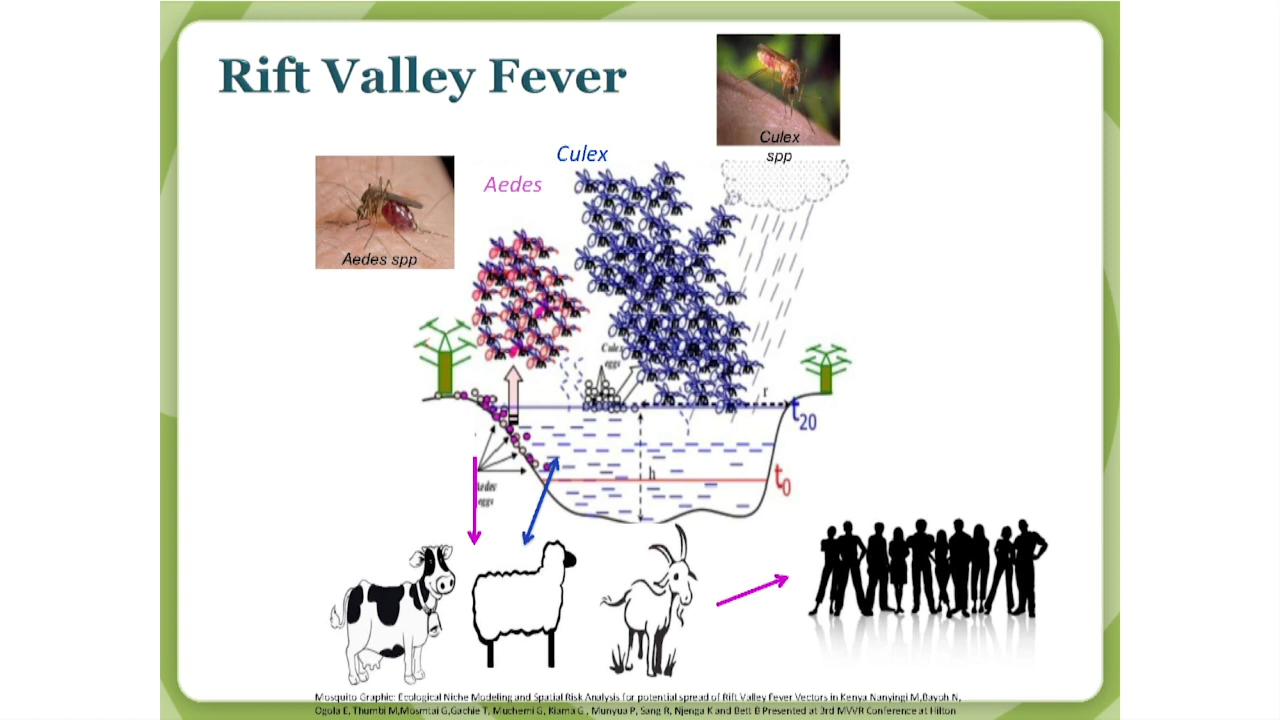 Rift Valley Fever
Culex
spp
Culex
Aedes
Aedes spp
Culex
eggs
r
t20
h
t0
Aedes
eggs
Mosquito Graphic: Ecological Niche Modeling and Spatial Risk Analysis for potential spread of Rift Valley Fever Vectors in Kenya Nanyingi M,Bayoh N,
Ogola E, Thumbi M,Mosmtai G,Gachie T, Muchemi G, Kiama G , Munyua P, Sang R, Njenga K and Bett B Presented at 3rd MVVR Conference at Hilton